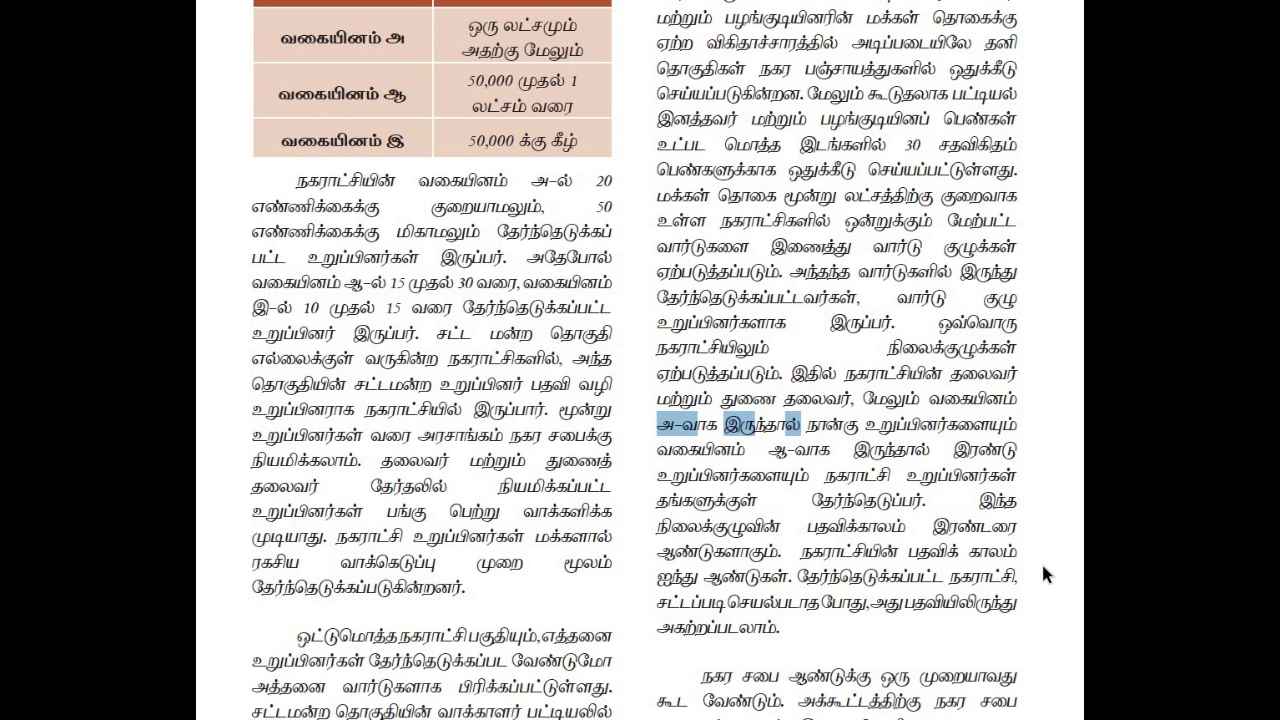 வகையினம் அ
ஒரு லட்சமும்
அதற்கு மேலும்
வகையினம் ஆ
50,000 முதல் 1
லட்சம் வரை
வகையினம் இ
50,000 க்கு கீழ்
நகராட்சியின் வகையினம் அ-ல் 20
எண்ணிக்கைக்கு குறையாமலும், 50
எண்ணிக்கைக்கு மிகாமலும் தேர்ந்தெடுக்கப்
பட்ட உறுப்பினர்கள் இருப்பர். அதேபோல்
வகையினம் ஆ-ல் 15 முதல் 30 வரை, வகையினம்
இ-ல் 10 முதல் 15 வரை தேர்ந்தெடுக்கப்பட்ட
உறுப்பினர் இருப்பர். சட்ட மன்ற தொகுதி
எல்லைக்குள் வருகின்ற நகராட்சிகளில், அந்த
தொகுதியின் சட்டமன்ற உறுப்பினர் பதவி வழி
உறுப்பினராக நகராட்சியில் இருப்பார். மூன்று
உறுப்பினர்கள் வரை அரசாங்கம் நகர சபைக்கு
நியமிக்கலாம். தலைவர் மற்றும் துணைத்
தலைவர் தேர்தலில் நியமிக்கப்பட்ட
உறுப்பினர்கள் பங்கு பெற்று வாக்களிக்க
முடியாது. நகராட்சி உறுப்பினர்கள் மக்களால்
ரகசிய வாக்கெடுப்பு முறை மூலம்
தேர்ந்தெடுக்கப்படுகின்றனர்.
ஒட்டுமொத்த நகராட்சி பகுதியும், எத்தனை
உறுப்பினர்கள் தேர்ந்தெடுக்கப்பட வேண்டுமோ
அத்தனை வார்டுகளாக பிரிக்கப்பட்டுள்ளது.
சட்டமன்ற தொகுதியின் வாக்காளர் பட்டியலில்
மற்றும் பழங்குடியினரின் மக்கள் தொகைக்கு
ஏற்ற விகிதாச்சாரத்தில் அடிப்படையிலே தனி
தொகுதிகள் நகர பஞ்சாயத்துகளில் ஒதுக்கீடு
செய்யப்படுகின்றன. மேலும் கூடுதலாக பட்டியல்
இனத்தவர் மற்றும் பழங்குடியினப் பெண்கள்
உட்பட மொத்த இடங்களில் 30 சதவிகிதம்
பெண்களுக்காக ஒதுக்கீடு செய்யப்பட்டுள்ளது.
மக்கள் தொகை மூன்று லட்சத்திற்கு குறைவாக
உள்ள நகராட்சிகளில் ஒன்றுக்கும் மேற்பட்ட
வார்டுகளை இணைத்து வார்டு குழுக்கள்
ஏற்படுத்தப்படும். அந்தந்த வார்டுகளில் இருந்து
தேர்ந்தெடுக்கப்பட்டவர்கள், வார்டு குழு
உறுப்பினர்களாக இருப்பர். ஒவ்வொரு
நகராட்சியிலும் நிலைக்குழுக்கள்
ஏற்படுத்தப்படும். இதில் நகராட்சியின் தலைவர்
மற்றும் துணை தலைவர், மேலும் வகையினம்
அ-வாக இருந்தால் நான்கு உறுப்பினர்களையும்
வகையினம் ஆ-வாக இருந்தால் இரண்டு
உறுப்பினர்களையும் நகராட்சி உறுப்பினர்கள்
தங்களுக்குள் தேர்ந்தெடுப்பர். இந்த
நிலைக்குழுவின் பதவிக்காலம் இரண்டரை
ஆண்டுகளாகும். நகராட்சியின் பதவிக் காலம்
ஐந்து ஆண்டுகள். தேர்ந்தெடுக்கப்பட்ட நகராட்சி,
சட்டப்படி செயல்படாத போது, அது பதவியிலிருந்து
அகற்றப்படலாம்.
நகர சபை ஆண்டுக்கு ஒரு முறையாவது
கூட வேண்டும். அக்கூட்டத்திற்கு நகர சபை